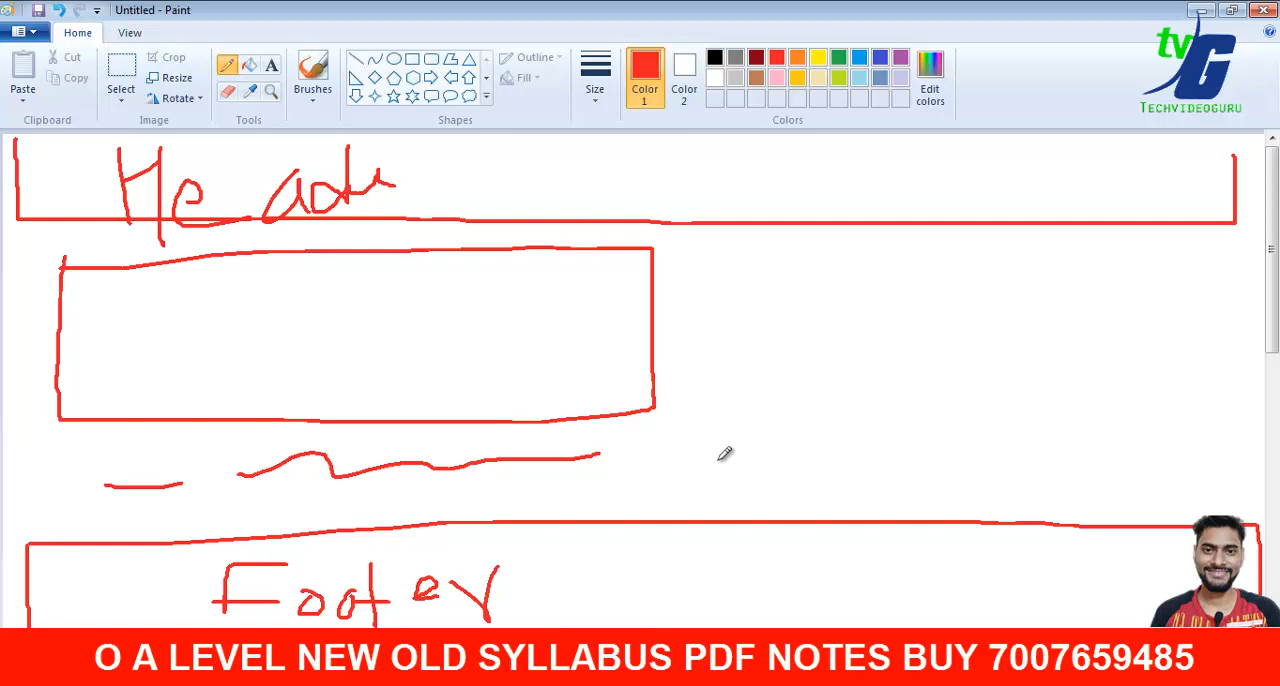 Untitled - Paint
Home View
Paste
Cut
Copy
Clipboard
Select
Crop
Resize
Rotate
Image
A
Tools
Brushes
Outline
Fill
Shapes
Size
Color 1
Color 2
Edit colors
Colors
tv G
TECHVIDEOGURU
Header
Footer
O A LEVEL NEW OLD SYLLABUS PDF NOTES BUY 7007659485